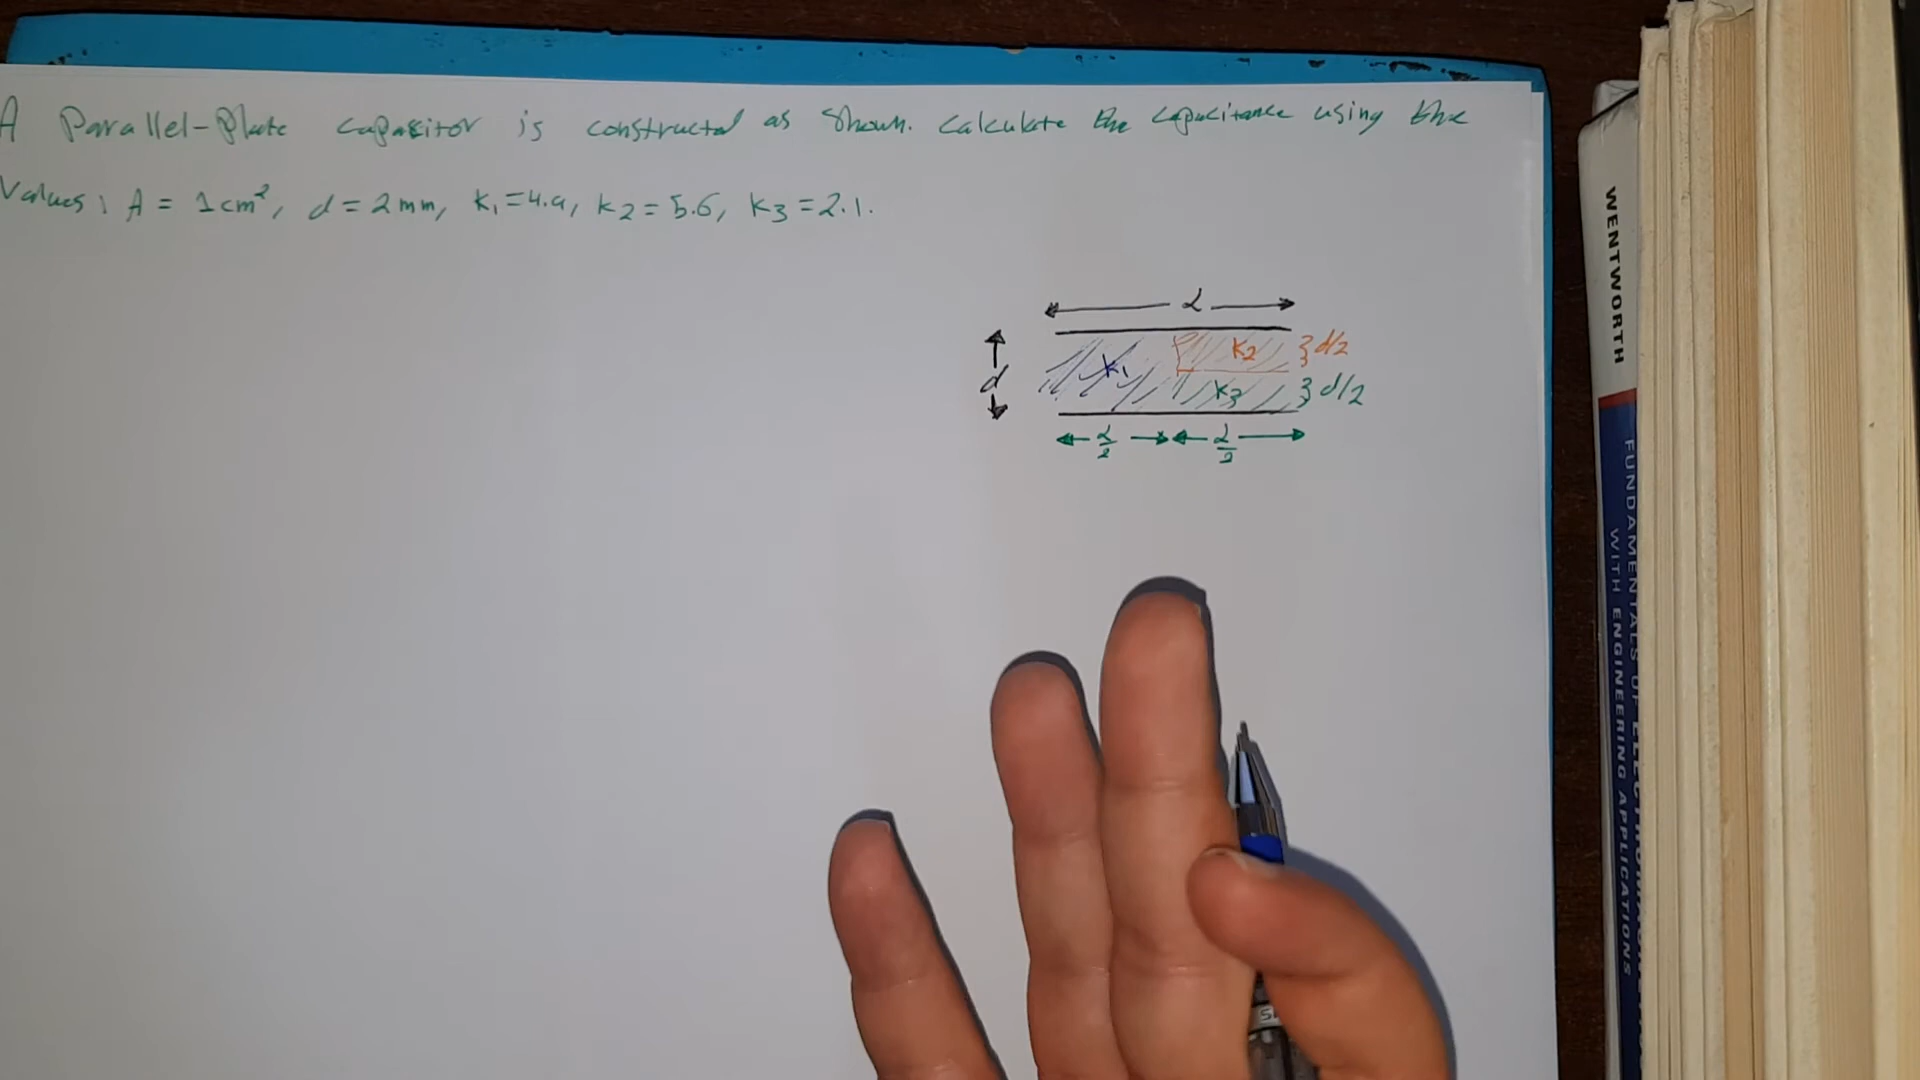 A Parallel-Plate capacitor is constructed as shown. Calculate the capacitance using the
Values: A = 1cm², d = 2mm, K₁=4.9, K₂=5.6, K₃=2.1.
L
K₂ d/2
K₁
d
K₃ d/2
L/2 L/2
WENTWORTH
FUNDAMENTALS OF
WITH ENGINEERING APPLICATIONS